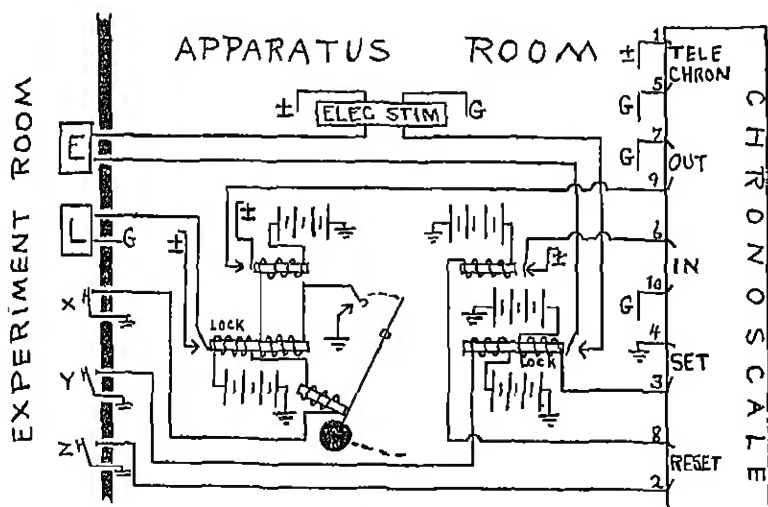 APPARATUS ROOM
EXPERIMENT ROOM
CHRONOSCALE
1
±
TELE
CHRON
5
G
7
G
OUT
9
6
IN
10
G
4
SET
3
8
RESET
2
± ELEC STIM G
E
L
G
±
±
±
X
Y
Z
LOCK
LOCK